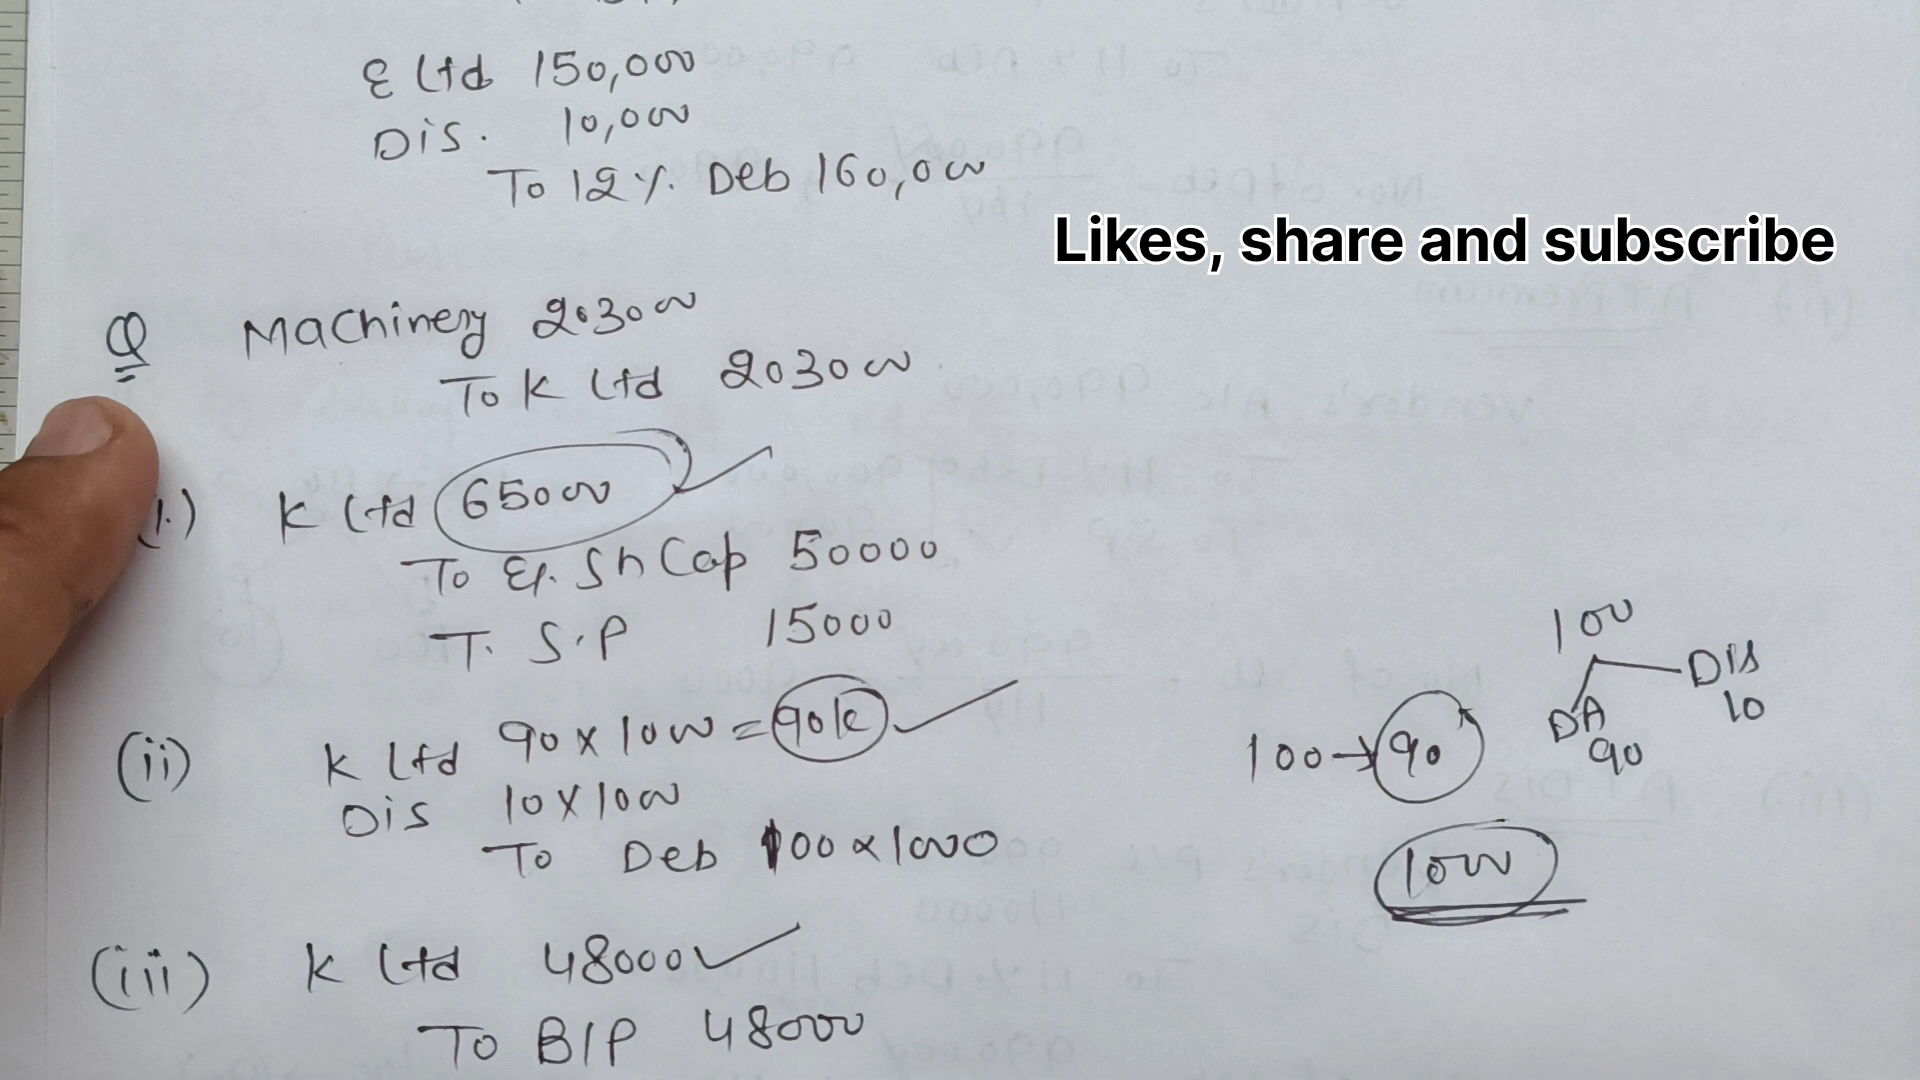 E Ltd 150,000
Dis. 10,000
To 12 %. Deb 160,000
Likes, share and subscribe
Q Machinery 203000
To K Ltd 203000
(i.) K Ltd 65000
To Eq. Sh Cap 50000
T. S.P 15000
(ii) K Ltd 90 x 1000 = 90k
Dis 10 x 1000
To Deb 100 x 1000
100
DIS
10
DA
90
100 → 90
1000
(iii) K Ltd 48000
To B/P 48000